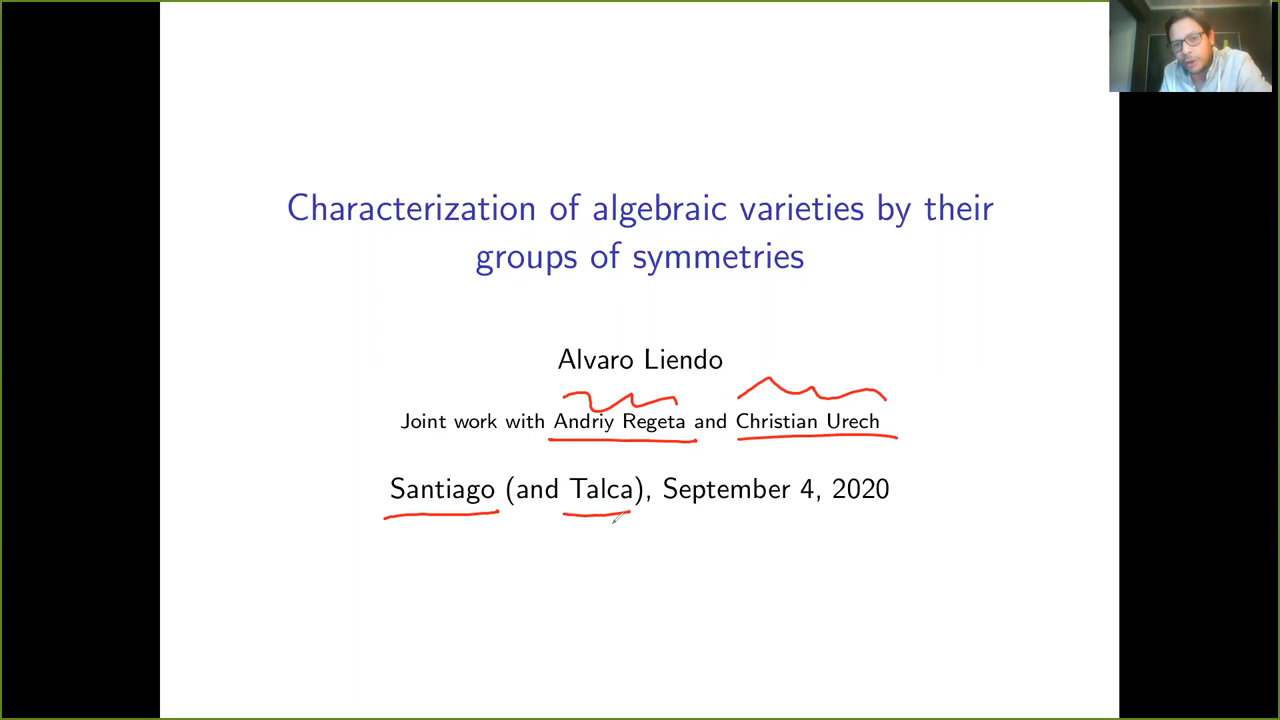 Characterization of algebraic varieties by their
groups of symmetries
Alvaro Liendo
Joint work with Andriy Regeta and Christian Urech
Santiago (and Talca), September 4, 2020